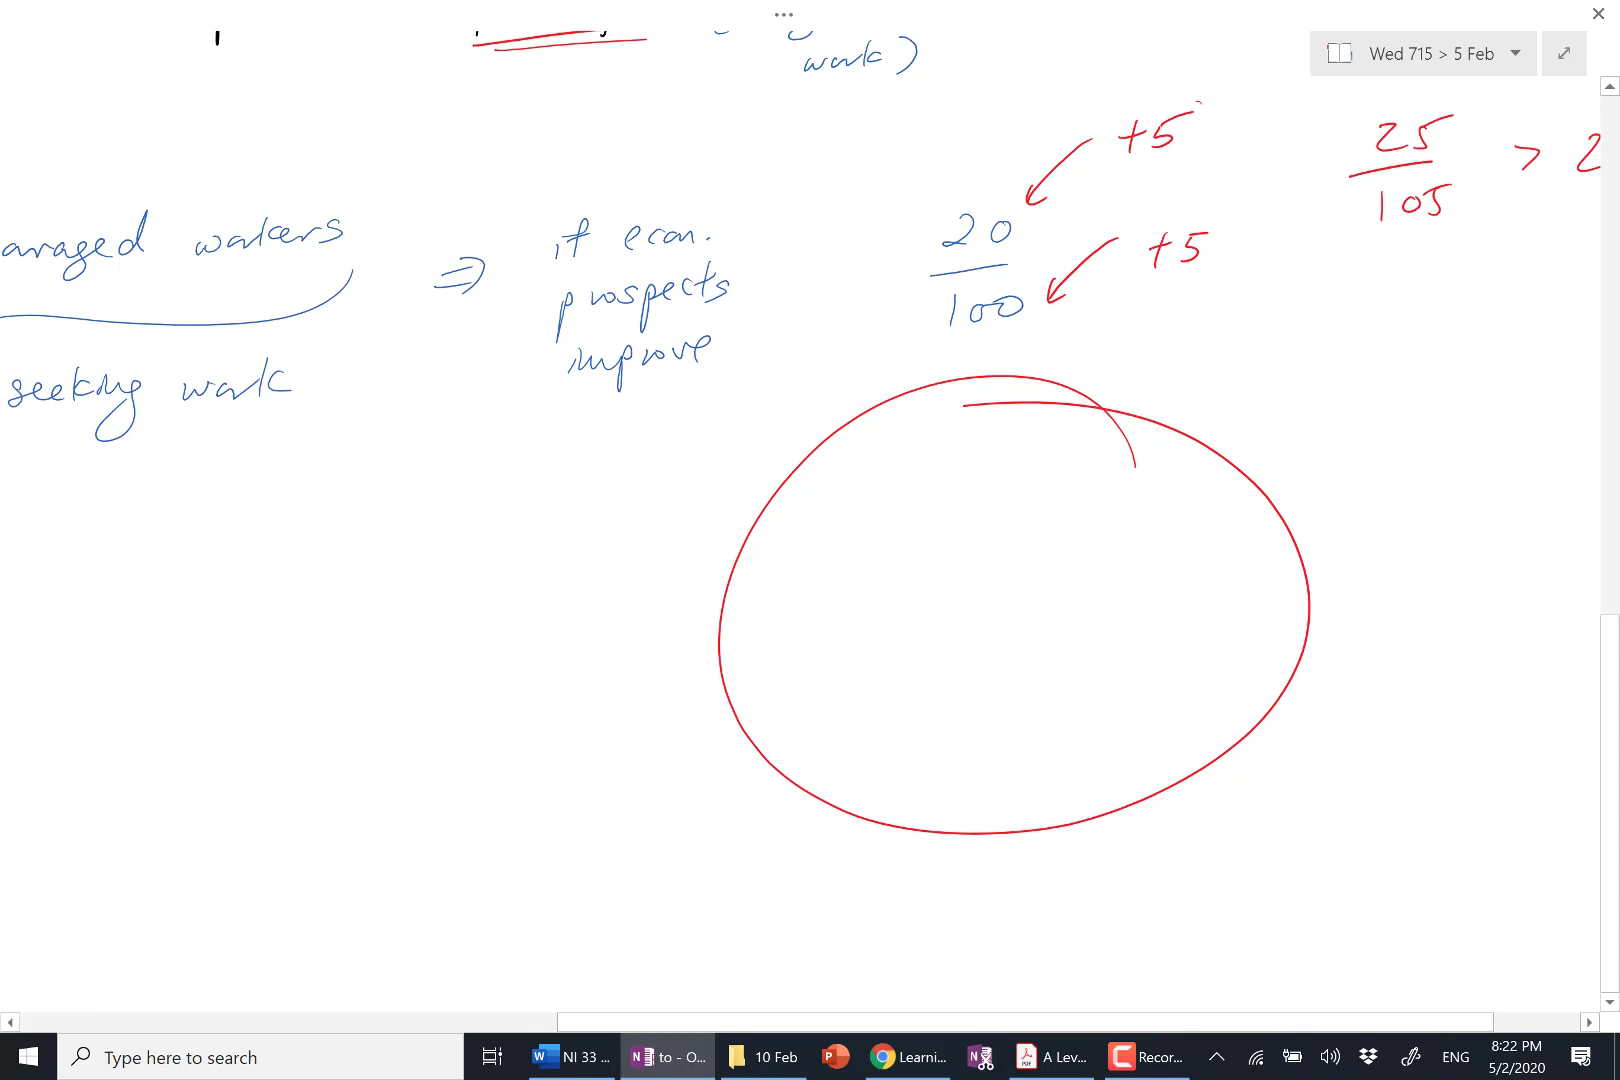 Wed 715 > 5 Feb
work)
+5
25
105
> 2
20
100
+5
workers
⇒
if econ.
prospects
improve
seeking work
Type here to search
NI 33 ...
to - O...
10 Feb
Learni...
A Lev...
Recor...
ENG
8:22 PM
5/2/2020